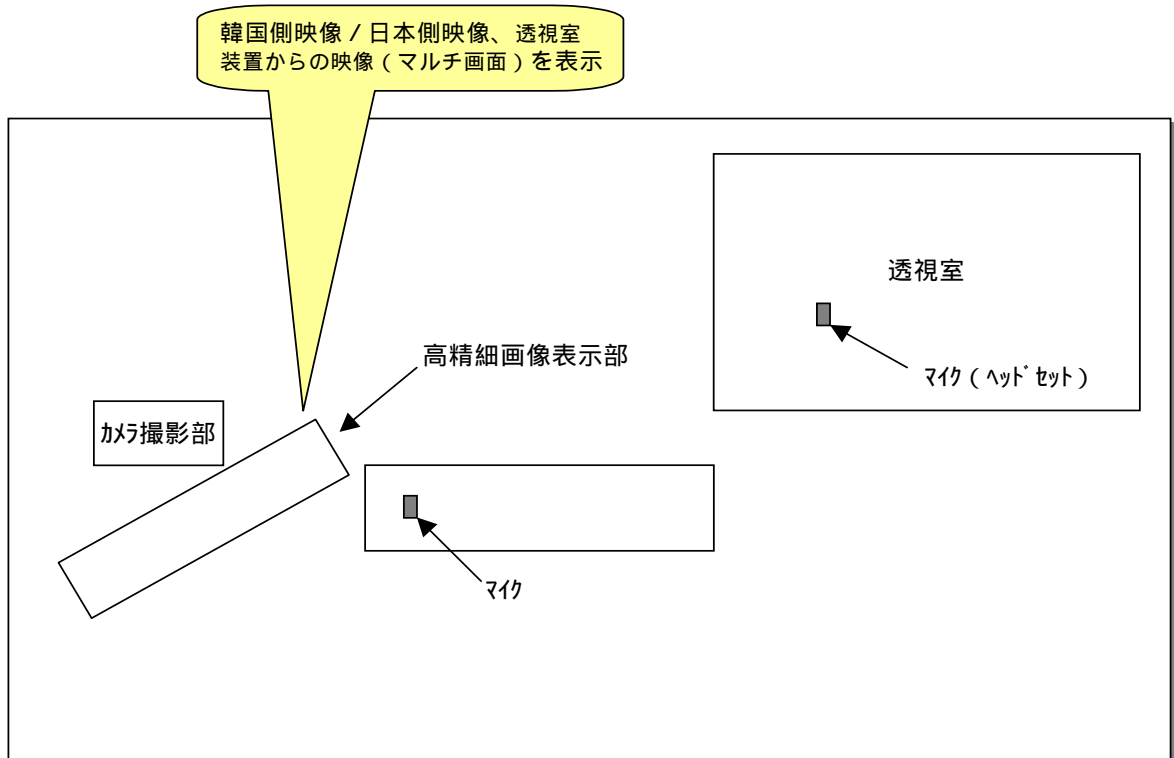 韓国側映像/日本側映像、透視室
装置からの映像(マルチ画面)を表示
透視室
ﾏｲｸ(ﾍｯﾄﾞｾｯﾄ)
高精細画像表示部
ｶﾒﾗ撮影部
ﾏｲｸ